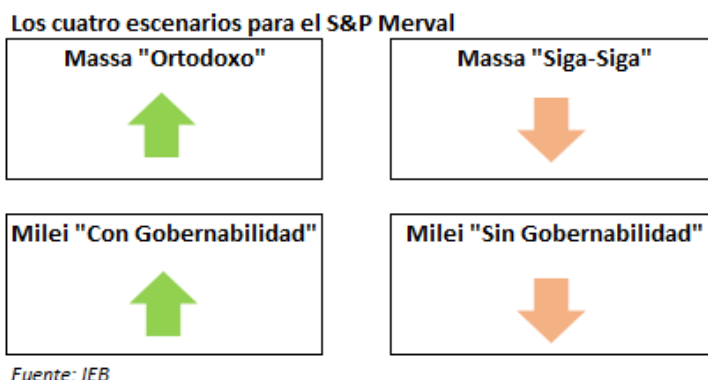 Los cuatro escenarios para el S&P Merval
Massa "Ortodoxo"
Massa "Siga-Siga"
Milei "Con Gobernabilidad"
Milei "Sin Gobernabilidad"
Fuente: IEB